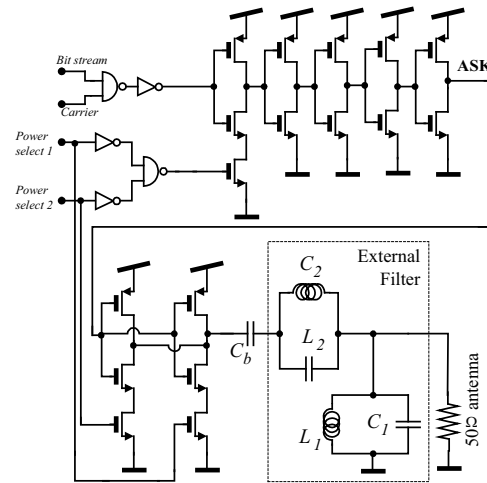 Bit stream
Carrier
ASK
Power
select 1
Power
select 2
External
Filter
C2
L2
Cb
L1
C1
50Ω antenna